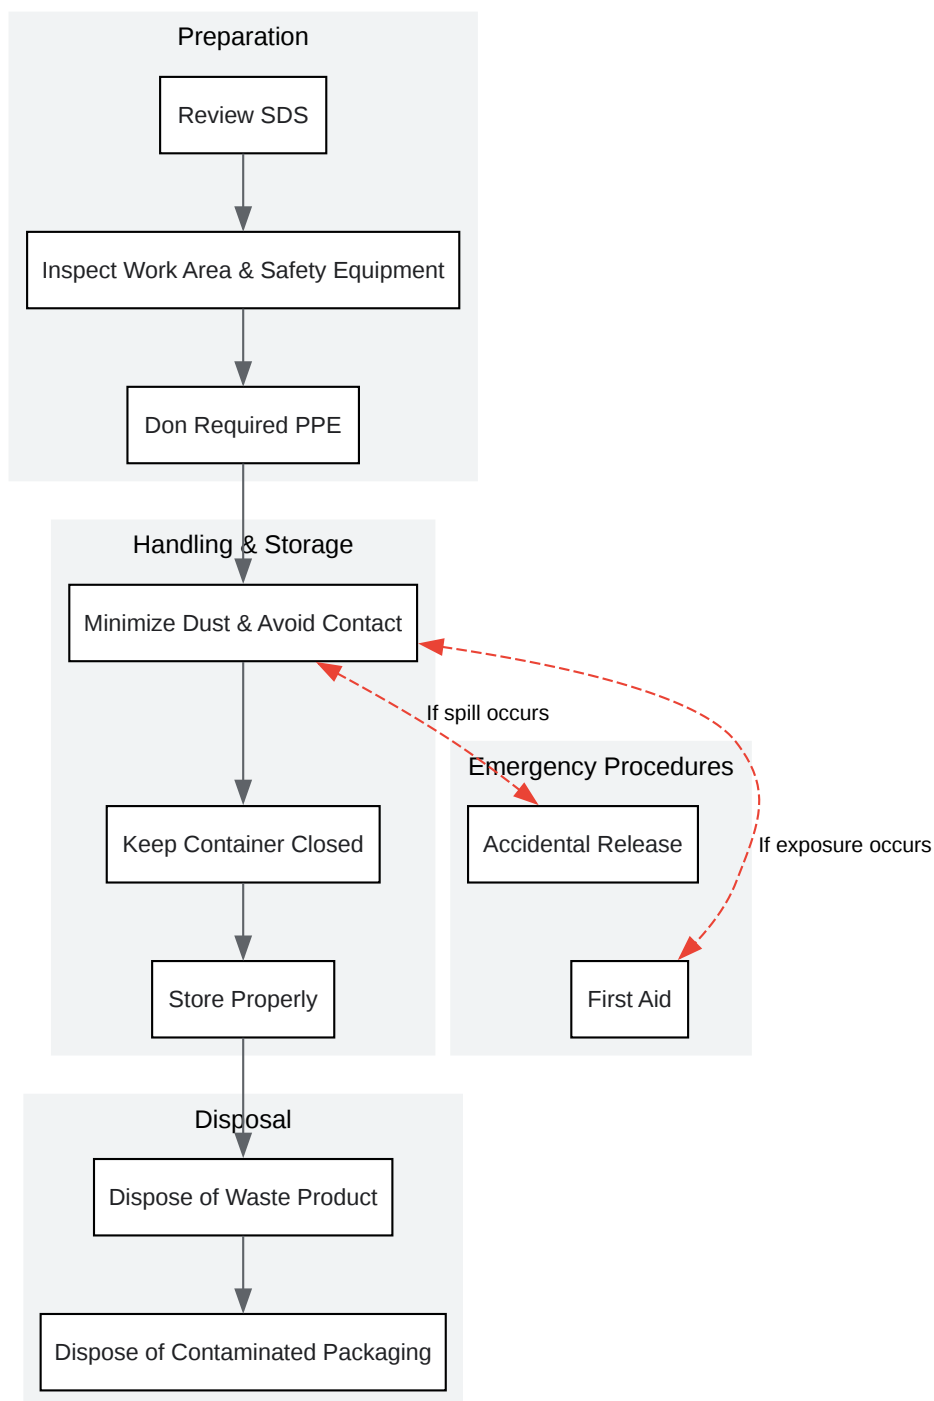 Preparation
Review SDS
Inspect Work Area & Safety Equipment
Don Required PPE
Handling & Storage
Minimize Dust & Avoid Contact
If spill occurs
Emergency Procedures
Keep Container Closed
Accidental Release
If exposure occurs
Store Properly
First Aid
Disposal
Dispose of Waste Product
Dispose of Contaminated Packaging